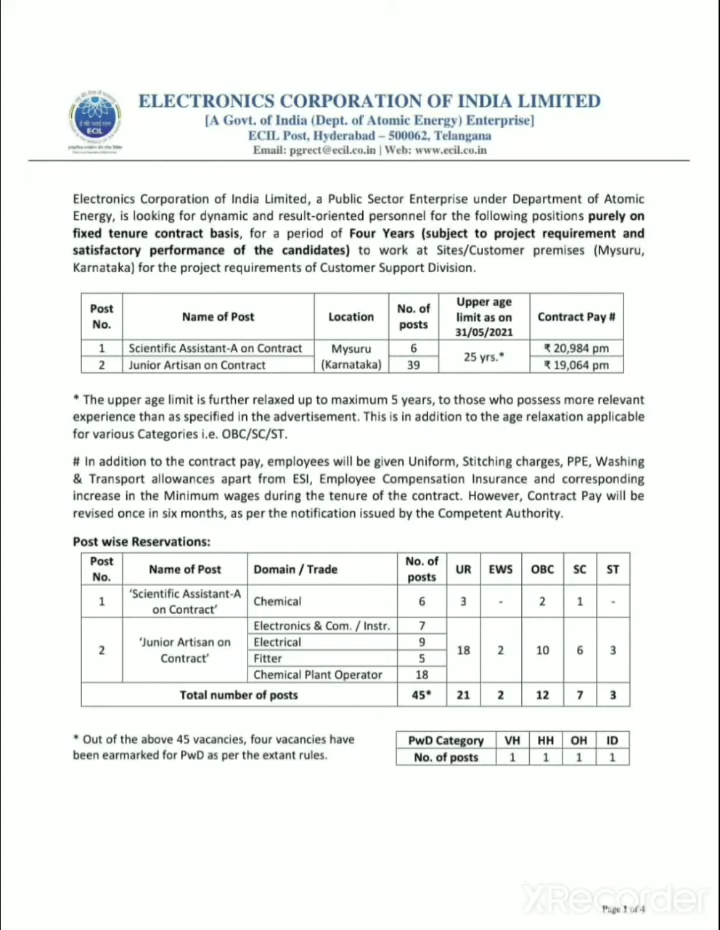 ELECTRONICS CORPORATION OF INDIA LIMITED
[A Govt. of India (Dept. of Atomic Energy) Enterprise]
ECIL Post, Hyderabad – 500062, Telangana
Email: pgrect@ecil.co.in | Web: www.ecil.co.in
ECIL
Electronics Corporation of India Limited, a Public Sector Enterprise under Department of Atomic
Energy, is looking for dynamic and result-oriented personnel for the following positions purely on
fixed tenure contract basis, for a period of Four Years (subject to project requirement and
satisfactory performance of the candidates) to work at Sites/Customer premises (Mysuru,
Karnataka) for the project requirements of Customer Support Division.
Post No. Name of Post Location No. of posts Upper age limit as on 31/05/2021 Contract Pay #
1 Scientific Assistant-A on Contract Mysuru (Karnataka) 6 25 yrs.* ₹ 20,984 pm
2 Junior Artisan on Contract 39 ₹ 19,064 pm
* The upper age limit is further relaxed up to maximum 5 years, to those who possess more relevant
experience than as specified in the advertisement. This is in addition to the age relaxation applicable
for various Categories i.e. OBC/SC/ST.
# In addition to the contract pay, employees will be given Uniform, Stitching charges, PPE, Washing
& Transport allowances apart from ESI, Employee Compensation Insurance and corresponding
increase in the Minimum wages during the tenure of the contract. However, Contract Pay will be
revised once in six months, as per the notification issued by the Competent Authority.
Post wise Reservations:
Post No. Name of Post Domain / Trade No. of posts UR EWS OBC SC ST
1 'Scientific Assistant-A on Contract' Chemical 6 3 - 2 1 -
2 'Junior Artisan on Contract' Electronics & Com. / Instr. 7 18 2 10 6 3
Electrical 9
Fitter 5
Chemical Plant Operator 18
Total number of posts 45* 21 2 12 7 3
* Out of the above 45 vacancies, four vacancies have
been earmarked for PwD as per the extant rules.
PwD Category VH HH OH ID
No. of posts 1 1 1 1
Page 1 of 4
XRecorder